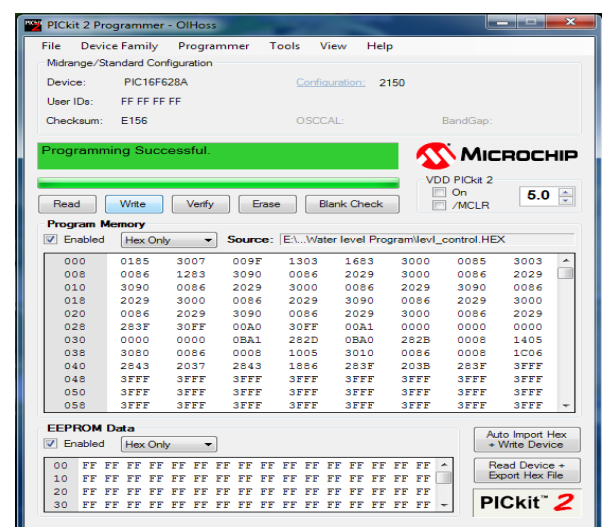 PICkit 2 Programmer - OIHoss
File Device Family Programmer Tools View Help
Midrange/Standard Configuration
Device: PIC16F628A Configuration: 2150
User IDs: FF FF FF FF
Checksum: E156 OSCCAL: BandGap:
Programming Successful.
MICROCHIP
VDD PICkit 2
On
/MCLR
5.0
Read Write Verify Erase Blank Check
Program Memory
Enabled Hex Only Source: E:\...Water level Program\levl_control.HEX
000 0185 3007 009F 1303 1683 3000 0085 3003
008 0086 1283 3090 0086 2029 3000 0086 2029
010 3090 0086 2029 3000 0086 2029 3090 0086
018 2029 3000 0086 2029 3090 0086 2029 3090
020 0086 2029 3000 0086 2029 3090 0086 2029
028 283F 30FF 00A0 30FF 00A1 0000 0000 0000
030 0000 0000 0BA1 282D 0BA0 282B 0008 1405
038 3080 0086 0008 1005 3010 0086 0008 1C06
040 2843 2037 2843 1886 283F 203B 283F 3FFF
048 3FFF 3FFF 3FFF 3FFF 3FFF 3FFF 3FFF 3FFF
050 3FFF 3FFF 3FFF 3FFF 3FFF 3FFF 3FFF 3FFF
058 3FFF 3FFF 3FFF 3FFF 3FFF 3FFF 3FFF 3FFF
EEPROM Data
Enabled Hex Only
00 FF FF FF FF FF FF FF FF FF FF FF FF FF FF FF FF
10 FF FF FF FF FF FF FF FF FF FF FF FF FF FF FF FF
20 FF FF FF FF FF FF FF FF FF FF FF FF FF FF FF FF
30 FF FF FF FF FF FF FF FF FF FF FF FF FF FF FF FF
Auto Import Hex
+ Write Device
Read Device +
Export Hex File
PICkit™ 2